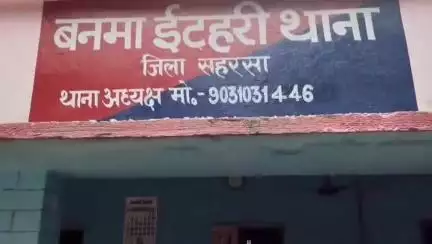 बनमा ईटहरी थाना
जिला सहरसा
थाना अध्यक्ष मो॰-9031031446